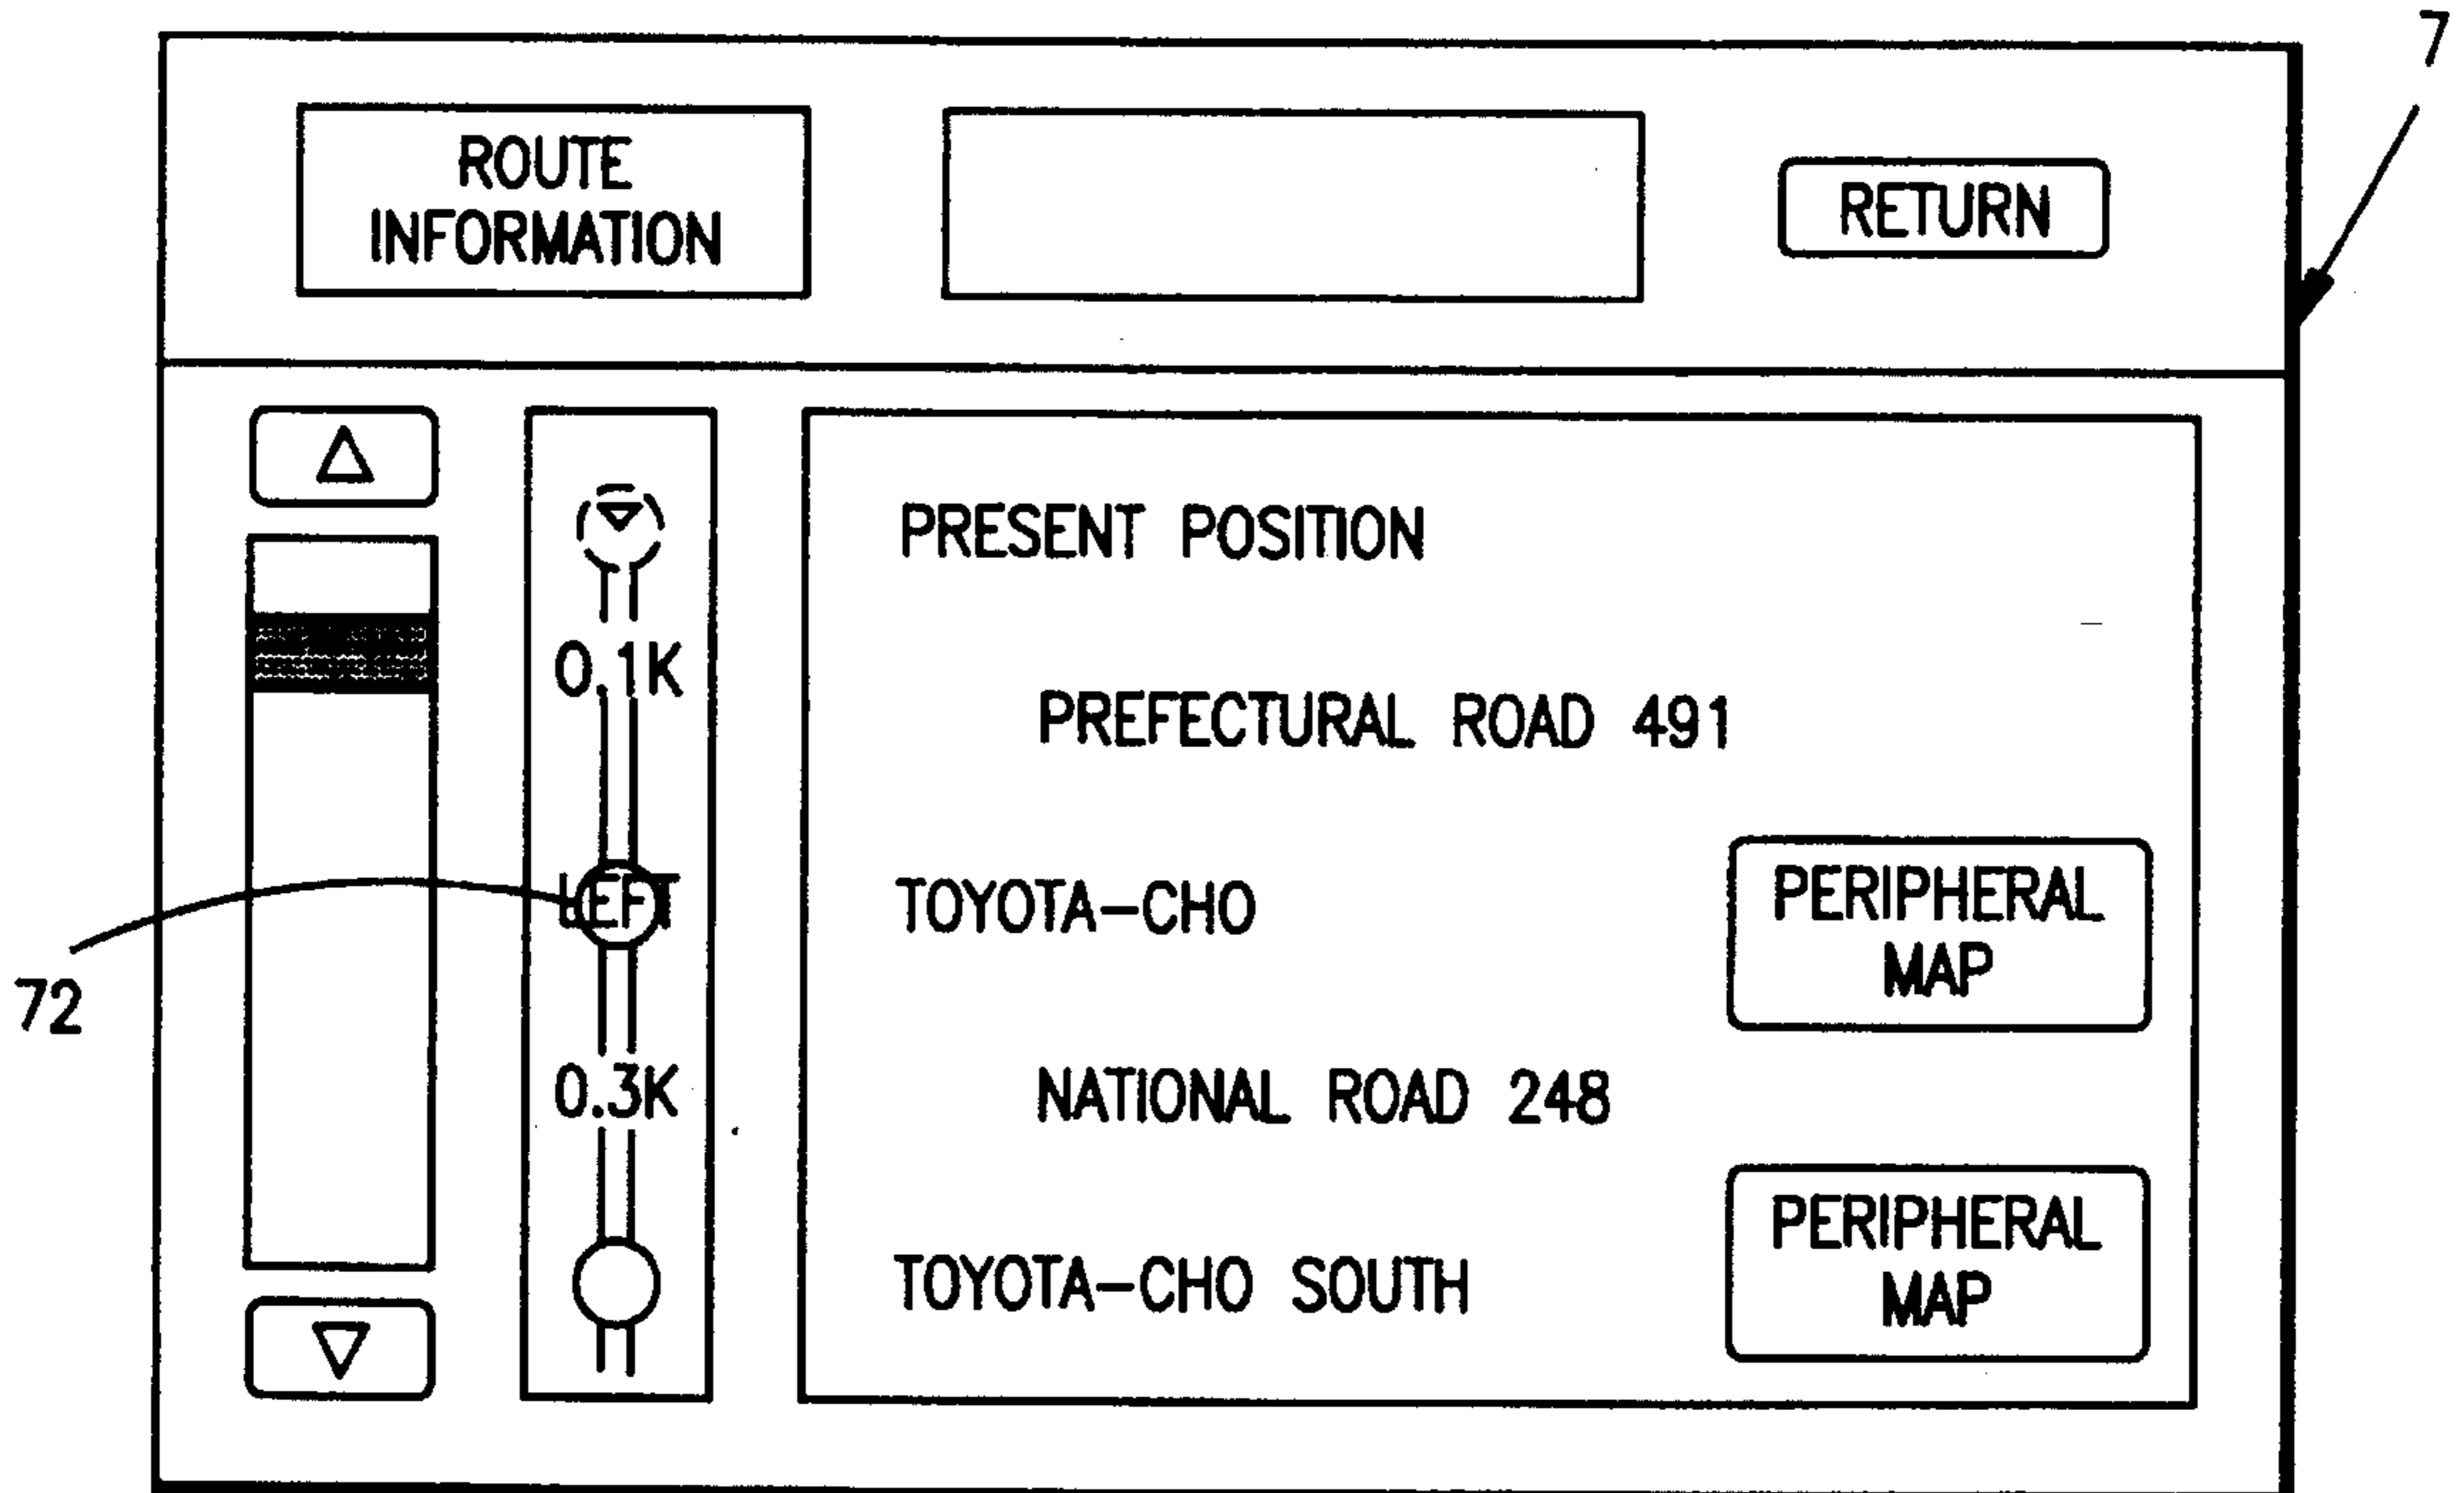 7
ROUTE
INFORMATION
RETURN
PRESENT POSITION
0.1K
PREFECTURAL ROAD 491
LEFT
TOYOTA-CHO
PERIPHERAL
MAP
72
0.3K
NATIONAL ROAD 248
TOYOTA-CHO SOUTH
PERIPHERAL
MAP